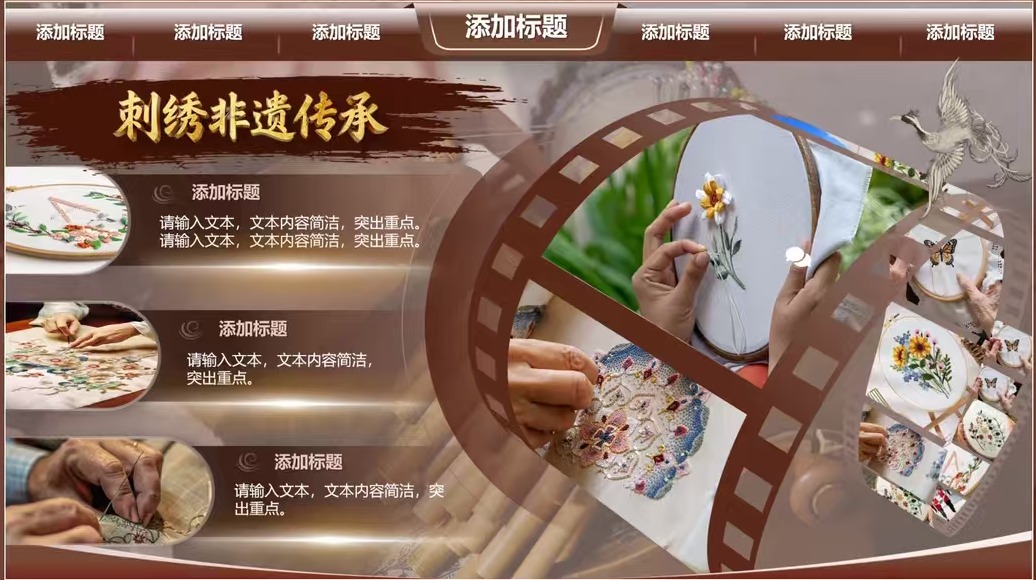 添加标题
添加标题
添加标题
添加标题
添加标题
添加标题
添加标题
刺绣非遗传承
添加标题
请输入文本，文本内容简洁，突出重点。
请输入文本，文本内容简洁，突出重点。
添加标题
请输入文本，文本内容简洁，
突出重点。
添加标题
请输入文本，文本内容简洁，突
出重点。